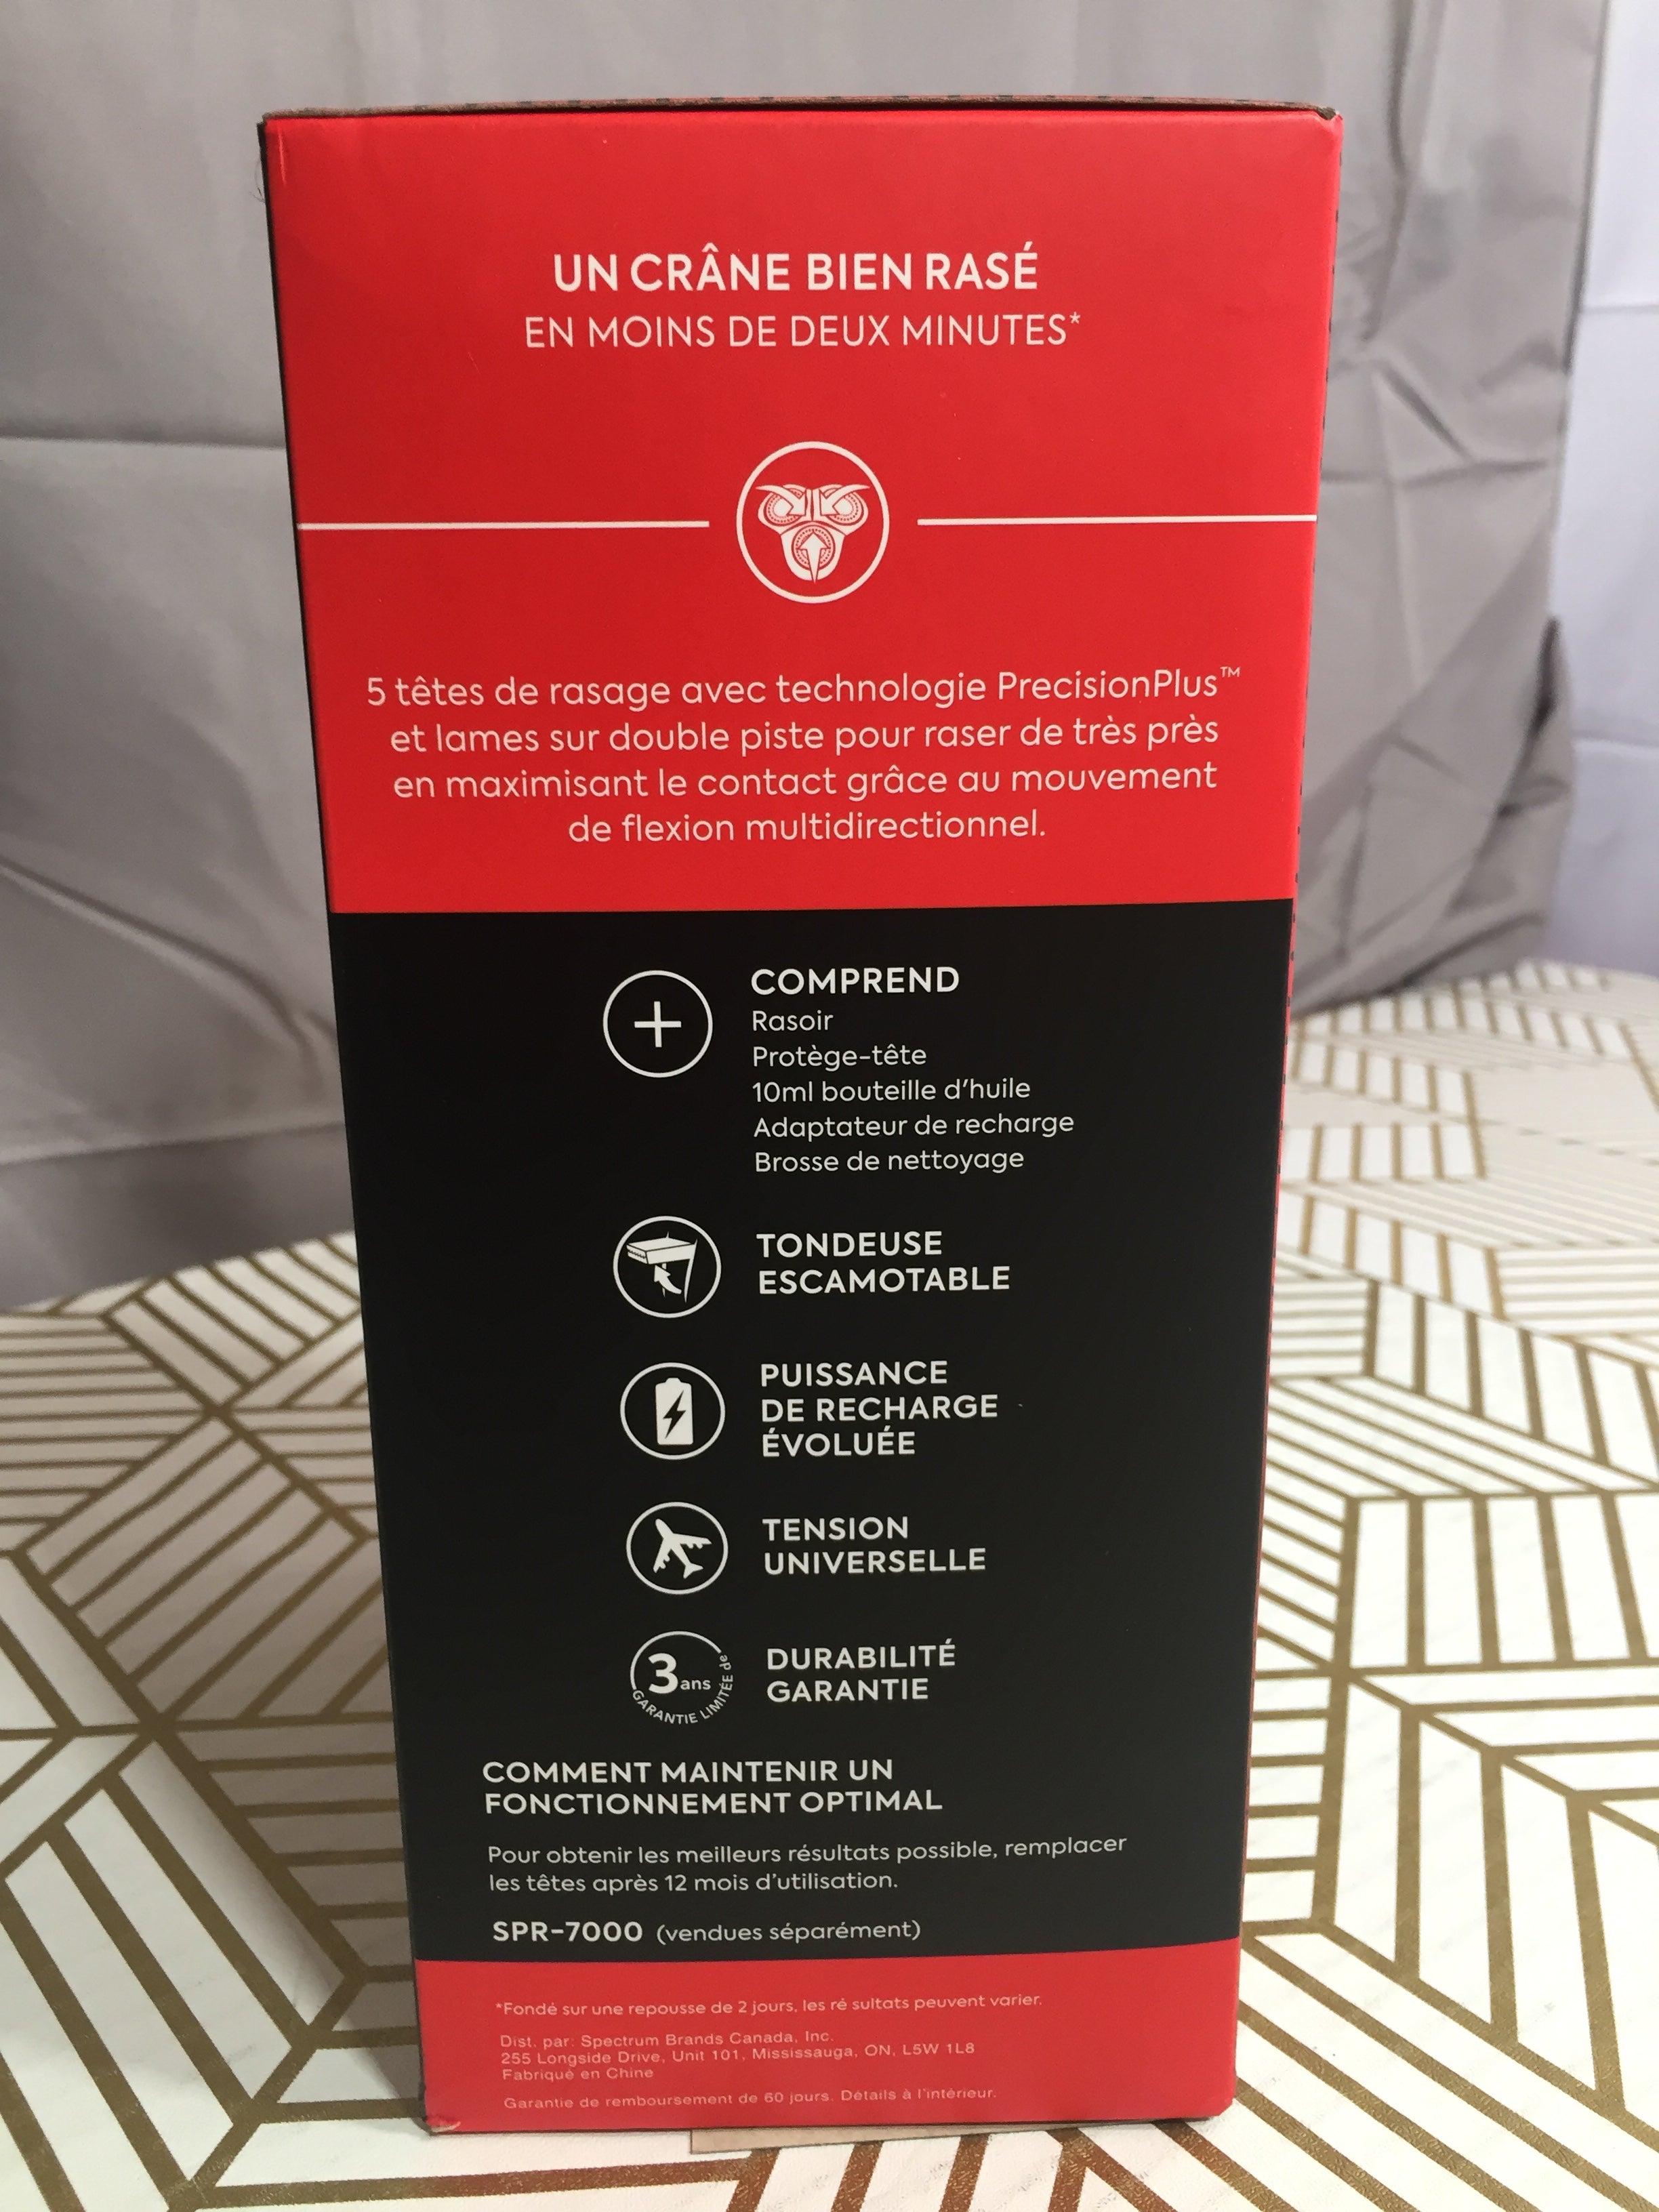 UN CRÂNE BIEN RASÉ
EN MOINS DE DEUX MINUTES*
5 têtes de rasage avec technologie PrecisionPlus™
et lames sur double piste pour raser de très près
en maximisant le contact grâce au mouvement
de flexion multidirectionnel.
COMPREND
Rasoir
Protège-tête
10ml bouteille d'huile
Adaptateur de recharge
Brosse de nettoyage
TONDEUSE
ESCAMOTABLE
PUISSANCE
DE RECHARGE
ÉVOLUÉE
TENSION
UNIVERSELLE
3 ans
GARANTIE LIMITÉE de
DURABILITÉ
GARANTIE
COMMENT MAINTENIR UN
FONCTIONNEMENT OPTIMAL
Pour obtenir les meilleurs résultats possible, remplacer
les têtes après 12 mois d'utilisation.
SPR-7000 (vendues séparément)
*Fondé sur une repousse de 2 jours, les ré sultats peuvent varier.
Dist. par: Spectrum Brands Canada, Inc.
255 Longside Drive, Unit 101, Mississauga, ON, L5W 1L8
Fabriqué en Chine
Garantie de remboursement de 60 jours. Détails à l'intérieur.